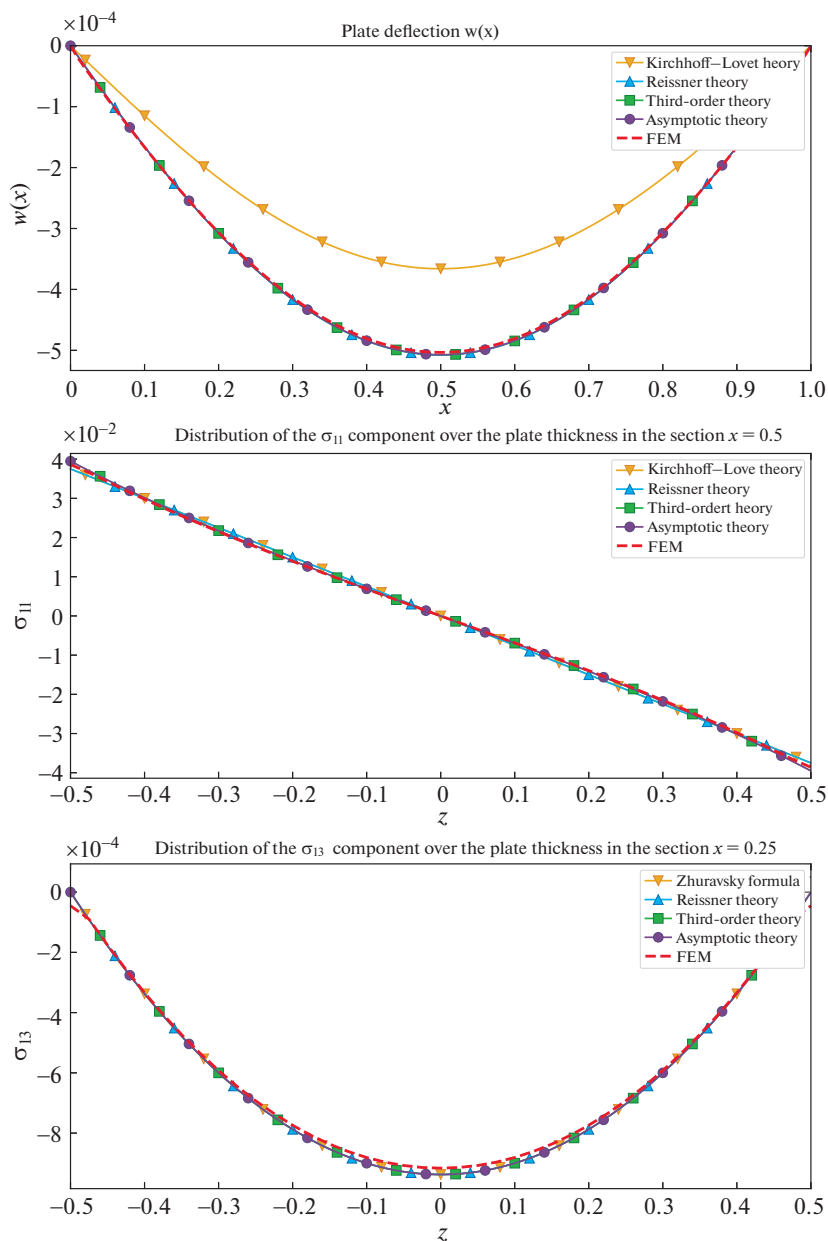 ×10⁻⁴
Plate deflection w(x)
0
−1
−2
−3
−4
−5
w(x)
Kirchhoff−Lovet heory
Reissner theory
Third-order theory
Asymptotic theory
FEM
0 0.1 0.2 0.3 0.4 0.5 0.6 0.7 0.8 0.9 1.0
x
×10⁻²
Distribution of the σ₁₁ component over the plate thickness in the section x = 0.5
4
3
2
1
0
−1
−2
−3
−4
σ₁₁
Kirchhoff−Love theory
Reissner theory
Third-ordert heory
Asymptotic theory
FEM
−0.5 −0.4 −0.3 −0.2 −0.1 0 0.1 0.2 0.3 0.4 0.5
z
×10⁻⁴
Distribution of the σ₁₃ component over the plate thickness in the section x = 0.25
0
−2
−4
−6
−8
σ₁₃
Zhuravsky formula
Reissner theory
Third-order theory
Asymptotic theory
FEM
−0.5 −0.4 −0.3 −0.2 −0.1 0 0.1 0.2 0.3 0.4 0.5
z